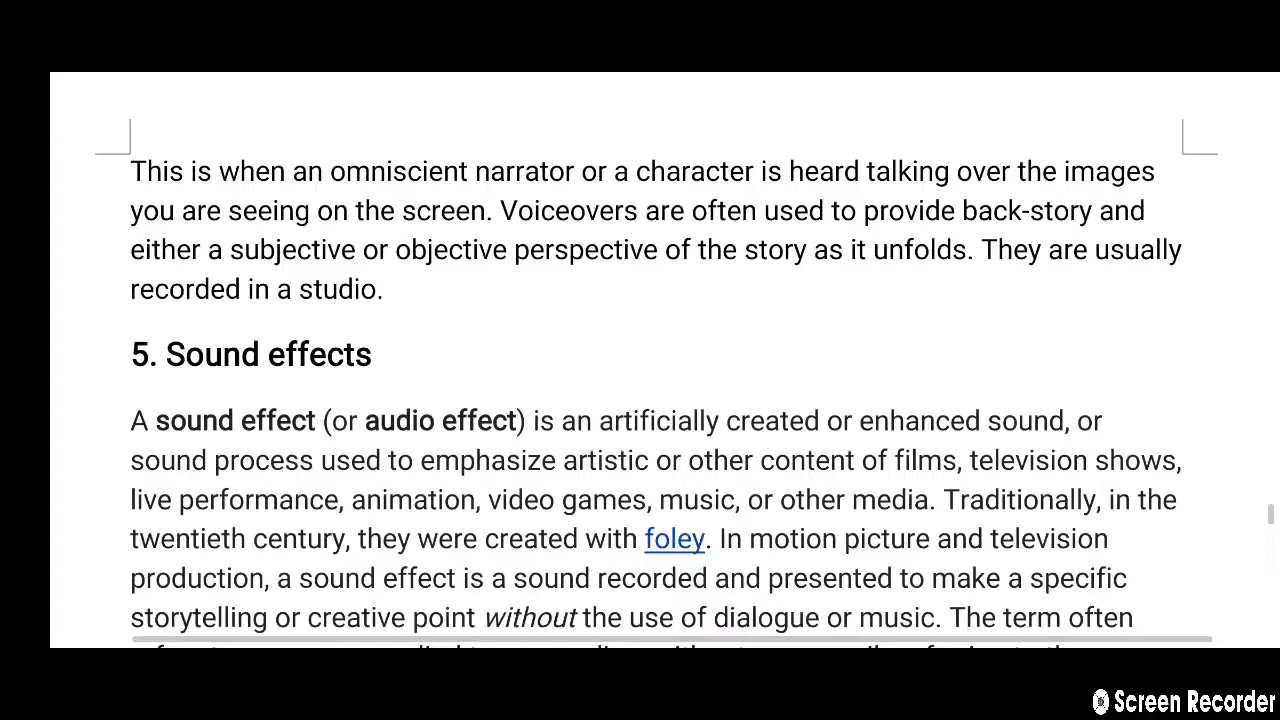 This is when an omniscient narrator or a character is heard talking over the images
you are seeing on the screen. Voiceovers are often used to provide back-story and
either a subjective or objective perspective of the story as it unfolds. They are usually
recorded in a studio.
5. Sound effects
A sound effect (or audio effect) is an artificially created or enhanced sound, or
sound process used to emphasize artistic or other content of films, television shows,
live performance, animation, video games, music, or other media. Traditionally, in the
twentieth century, they were created with foley. In motion picture and television
production, a sound effect is a sound recorded and presented to make a specific
storytelling or creative point without the use of dialogue or music. The term often
Screen Recorder